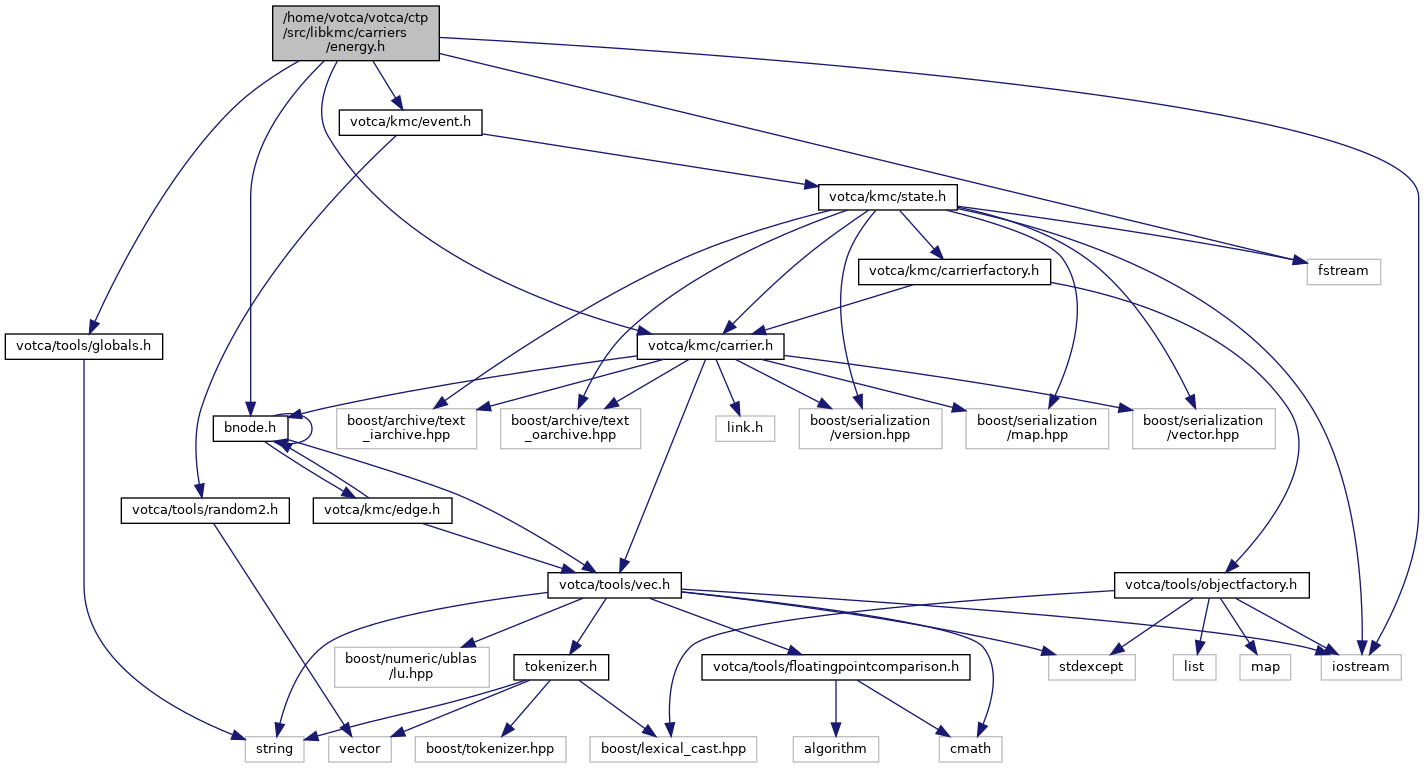 /home/votca/votca/ctp
/src/libkmc/carriers
/energy.h
votca/kmc/event.h
votca/kmc/state.h
votca/kmc/carrierfactory.h
fstream
votca/tools/globals.h
votca/kmc/carrier.h
bnode.h
boost/archive/text
_iarchive.hpp
boost/archive/text
_oarchive.hpp
link.h
boost/serialization
/version.hpp
boost/serialization
/map.hpp
boost/serialization
/vector.hpp
votca/tools/random2.h
votca/kmc/edge.h
votca/tools/vec.h
votca/tools/objectfactory.h
boost/numeric/ublas
/lu.hpp
tokenizer.h
votca/tools/floatingpointcomparison.h
stdexcept
list
map
iostream
string
vector
boost/tokenizer.hpp
boost/lexical_cast.hpp
algorithm
cmath